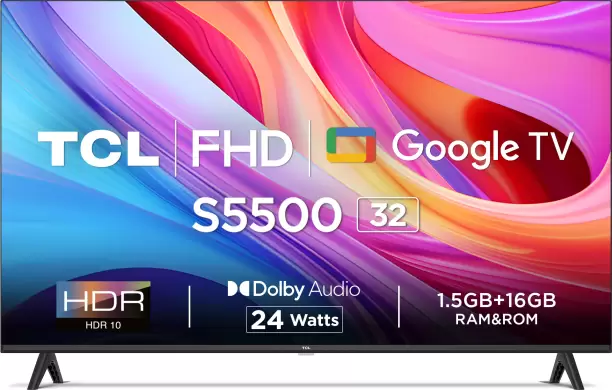 TCL FHD Google TV
S5500 32
HDR
HDR 10
Dolby Audio
24 Watts
1.5GB+16GB
RAM&ROM
TCL